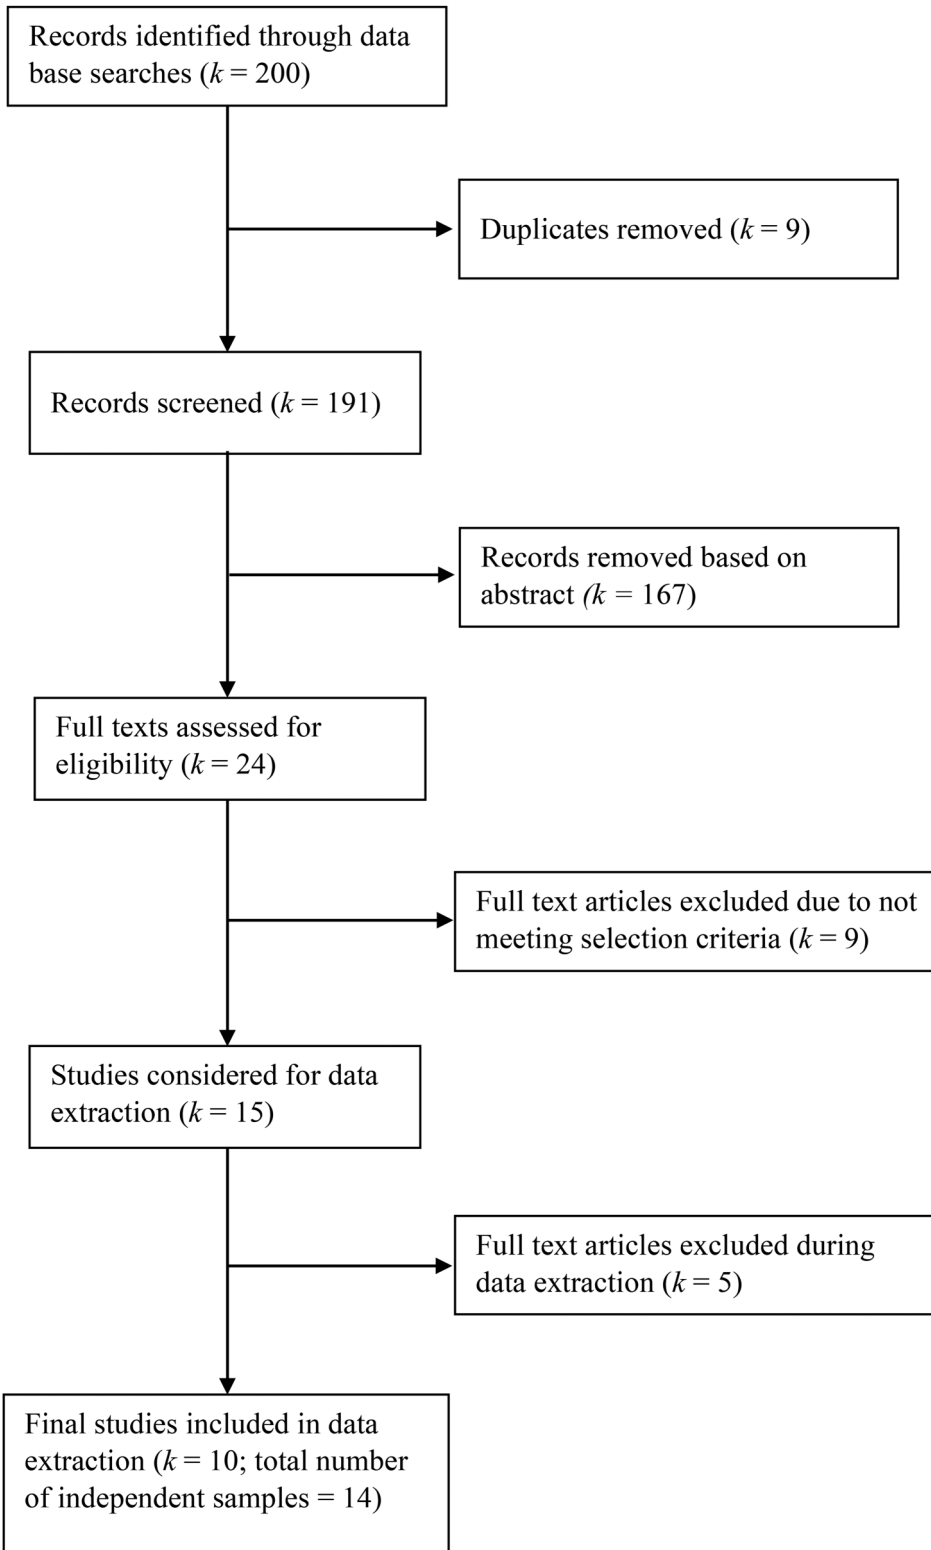 Records identified through data
base searches (k = 200)
Duplicates removed (k = 9)
Records screened (k = 191)
Records removed based on
abstract (k = 167)
Full texts assessed for
eligibility (k = 24)
Full text articles excluded due to not
meeting selection criteria (k = 9)
Studies considered for data
extraction (k = 15)
Full text articles excluded during
data extraction (k = 5)
Final studies included in data
extraction (k = 10; total number
of independent samples = 14)